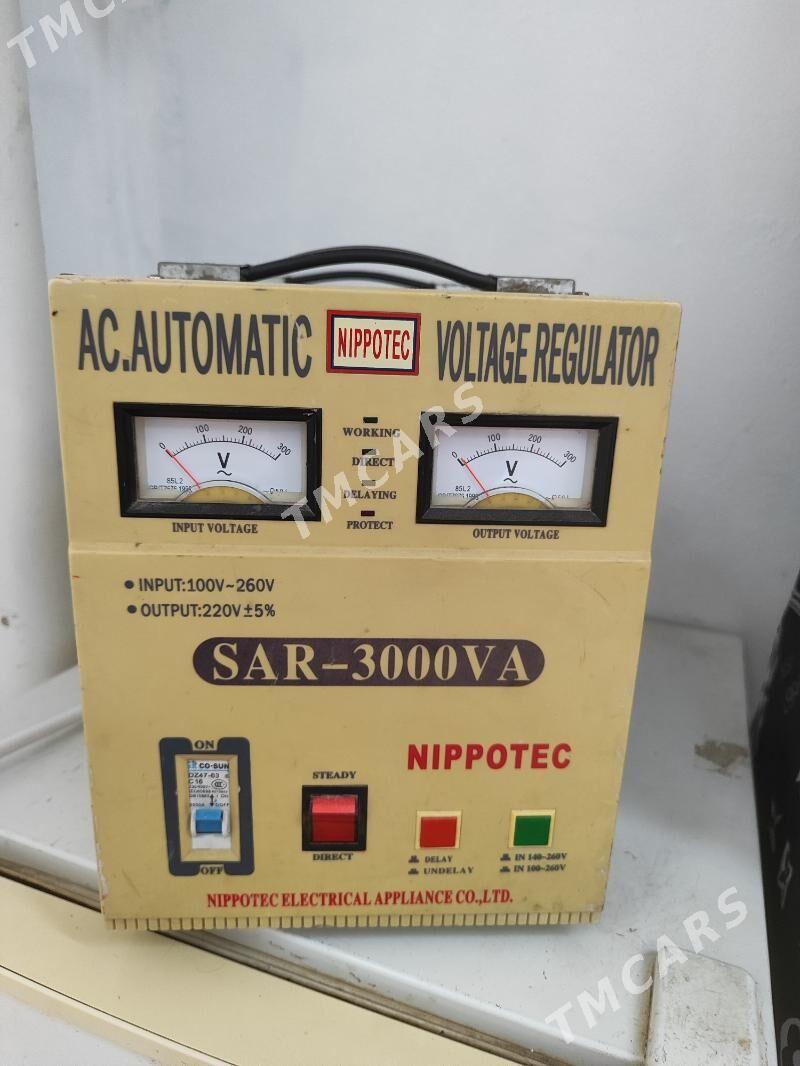 TMCARS
AC.AUTOMATIC NIPPOTEC VOLTAGE REGULATOR
0 100 200 300
V
85L2
0 100 200 300
V
85L2
WORKING
DIRECT
DELAYING
PROTECT
INPUT VOLTAGE
OUTPUT VOLTAGE
TMCARS
• INPUT:100V~260V
• OUTPUT:220V±5%
SAR-3000VA
NIPPOTEC
ON
CO-SUN
DZ47-63
C16
OFF
STEADY
DIRECT
DELAY
UNDELAY
IN 140~260V
IN 100~260V
NIPPOTEC ELECTRICAL APPLIANCE CO.,LTD.
TMCARS